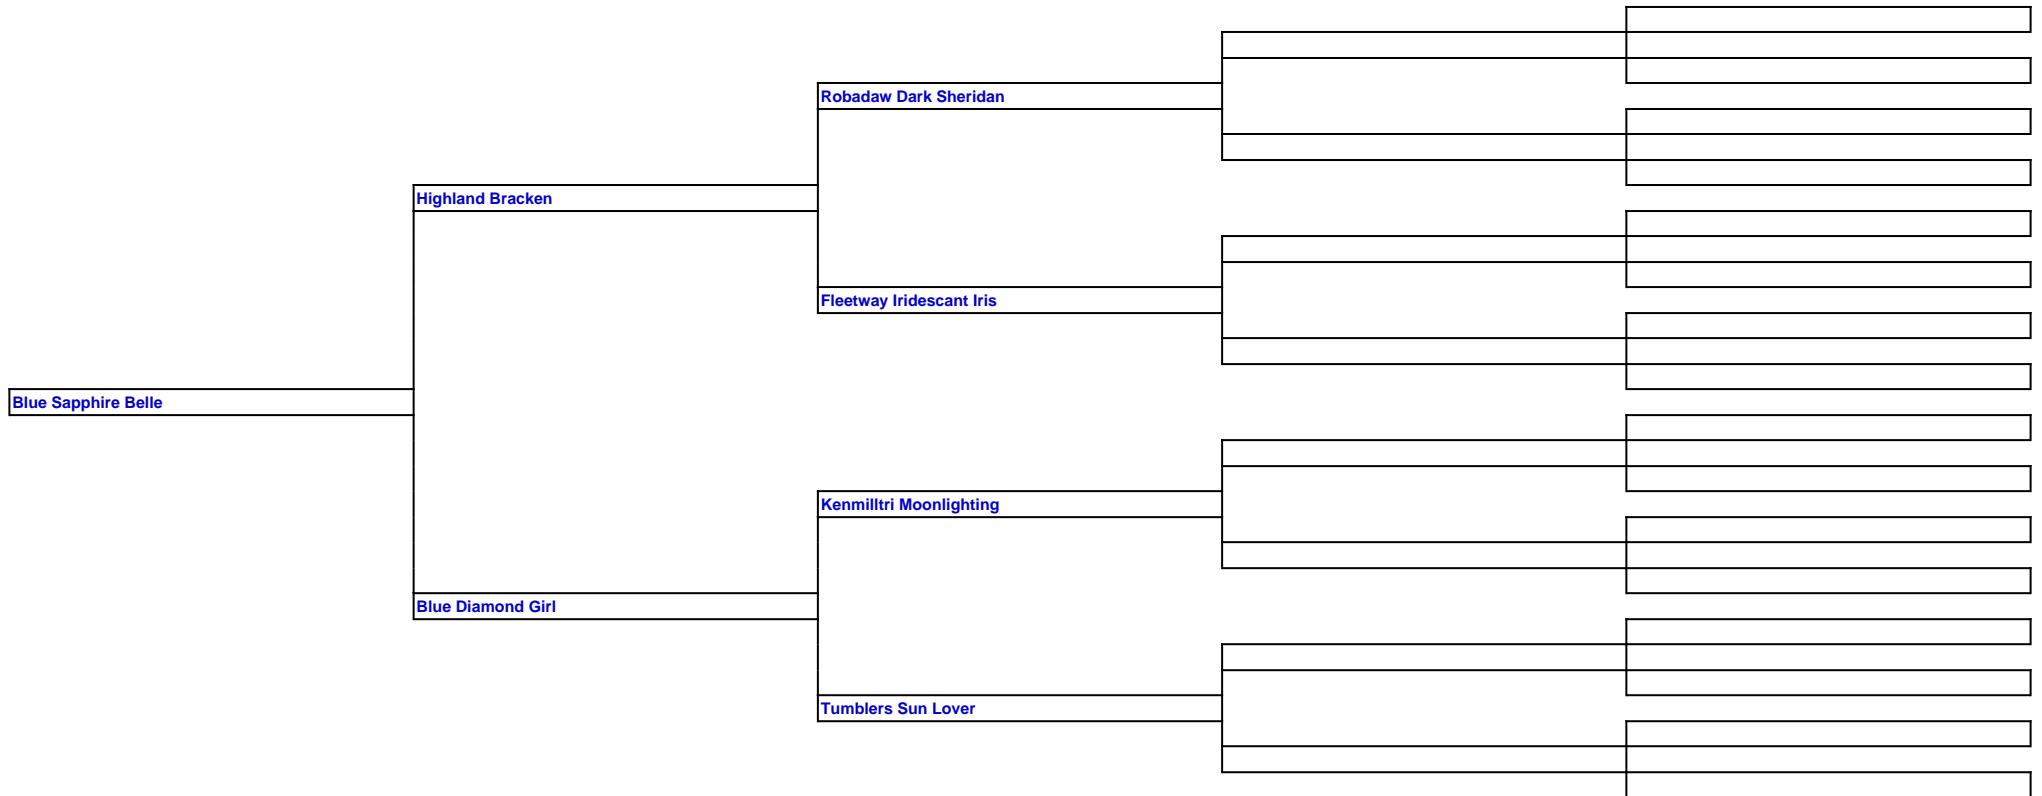 Robadaw Dark Sheridan
Highland Bracken
Fleetway Iridescant Iris
Blue Sapphire Belle
Kenmilltri Moonlighting
Blue Diamond Girl
Tumblers Sun Lover